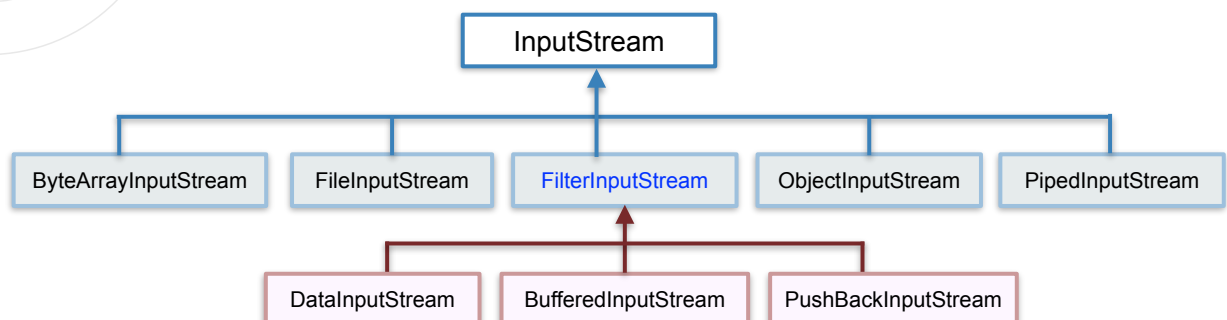 InputStream
ByteArrayInputStream
FileInputStream
FilterInputStream
ObjectInputStream
PipedInputStream
DataInputStream
BufferedInputStream
PushBackInputStream